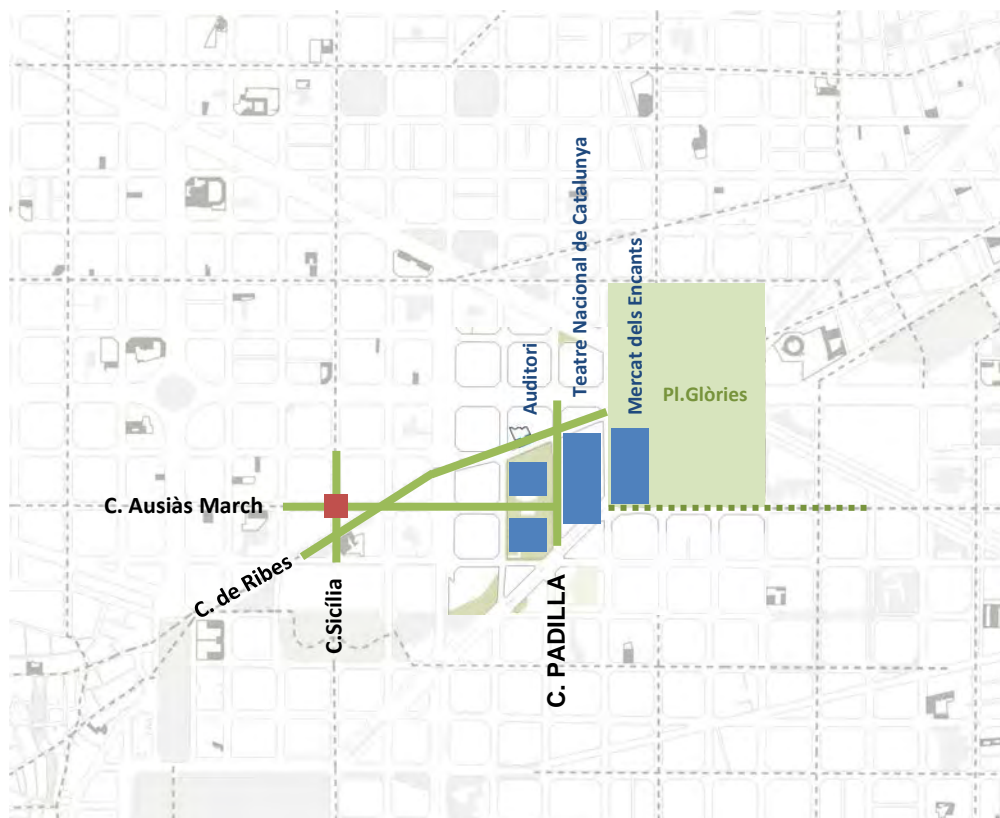 Auditori
Teatre Nacional de Catalunya
Mercat dels Encants
Pl.Glòries
C. Ausiàs March
C. de Ribes
C.Sicília
C. PADILLA